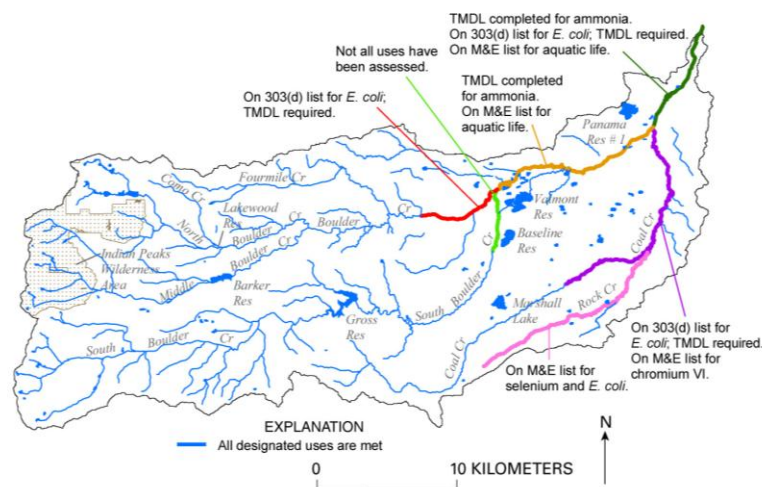 TMDL completed for ammonia.
On 303(d) list for E. coli; TMDL required.
On M&E list for aquatic life.
Not all uses have
been assessed.
TMDL completed
for ammonia.
On M&E list for
aquatic life.
On 303(d) list for E. coli;
TMDL required.
Panama
Res # 1
Fourmile Cr
Como Cr
Lakewood
Res
North
Boulder
Cr
Boulder
Cr
Valmont
Res
Baseline
Res
Indian Peaks
Wilderness
Area
Middle
Boulder
Cr
Barker
Res
Gross
Res
South
Boulder
Cr
Coal Cr
Marshall
Lake
Rock Cr
South
Boulder
Cr
Coal Cr
On 303(d) list for
E. coli; TMDL required.
On M&E list for
chromium VI.
On M&E list for
selenium and E. coli.
EXPLANATION
All designated uses are met
N
0
10 KILOMETERS